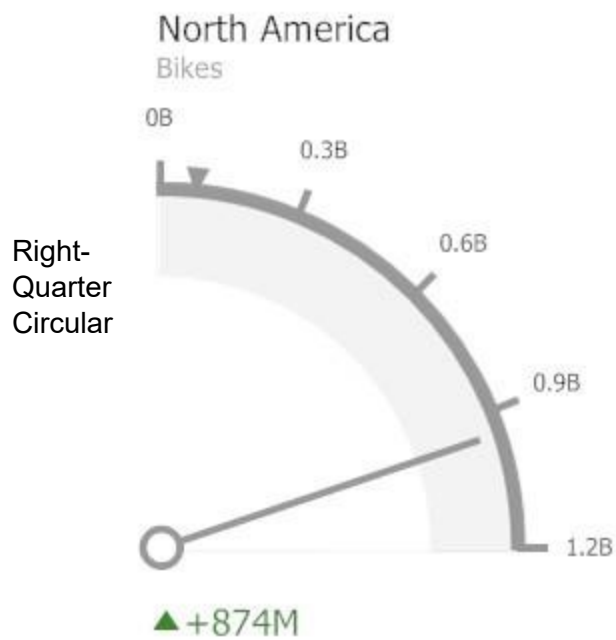 North America
Bikes
0B
0.3B
0.6B
Right-
Quarter
Circular
0.9B
1.2B
▲ +874M